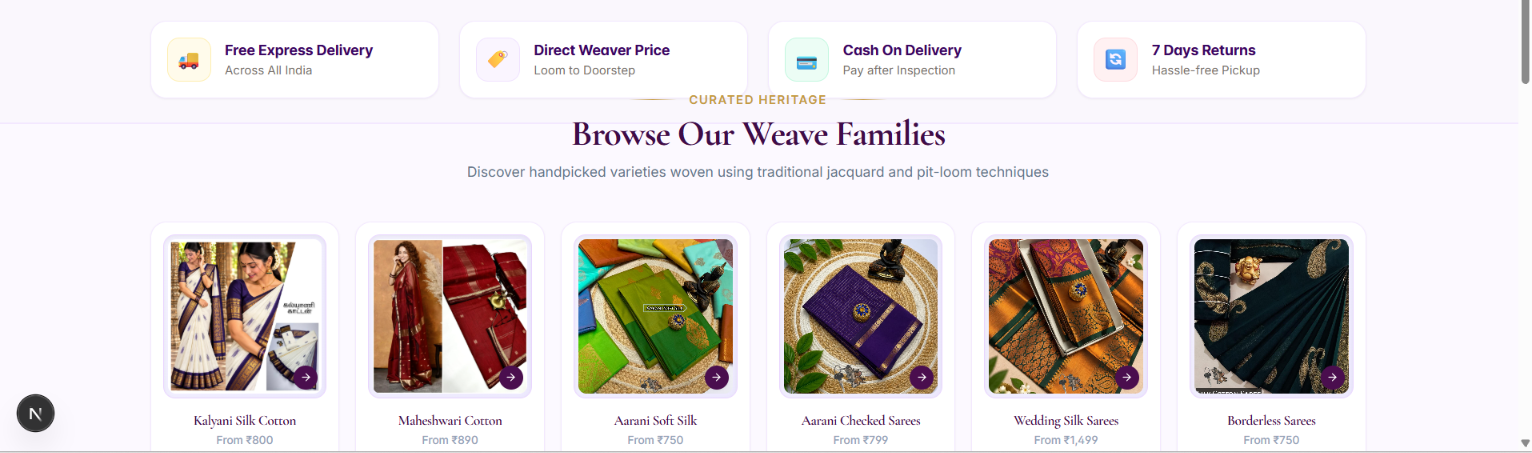 Free Express Delivery
Across All India
Direct Weaver Price
Loom to Doorstep
Cash On Delivery
Pay after Inspection
7 Days Returns
Hassle-free Pickup
CURATED HERITAGE
Browse Our Weave Families
Discover handpicked varieties woven using traditional jacquard and pit-loom techniques
கல்யாணி
காட்டன்
Kalyani Silk Cotton
From ₹800
Maheshwari Cotton
From ₹890
Aarani Soft Silk
From ₹750
Aarani Checked Sarees
From ₹799
Wedding Silk Sarees
From ₹1,499
Borderless Sarees
From ₹750
N